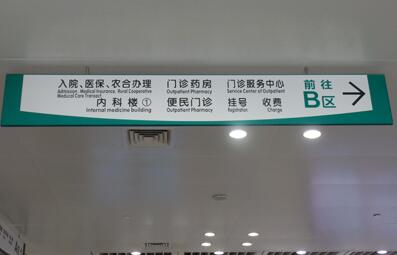 入院、医保、农合办理 门诊药房 门诊服务中心 前往
Admission, Medical Insurance, Rural Cooperative Outpatient Pharmacy Service Center of Outpatient
Medical Care Transact
内科楼① 便民门诊 挂号 收费 B区
Internal medicine building Outpatient Pharmacy Registration Charge